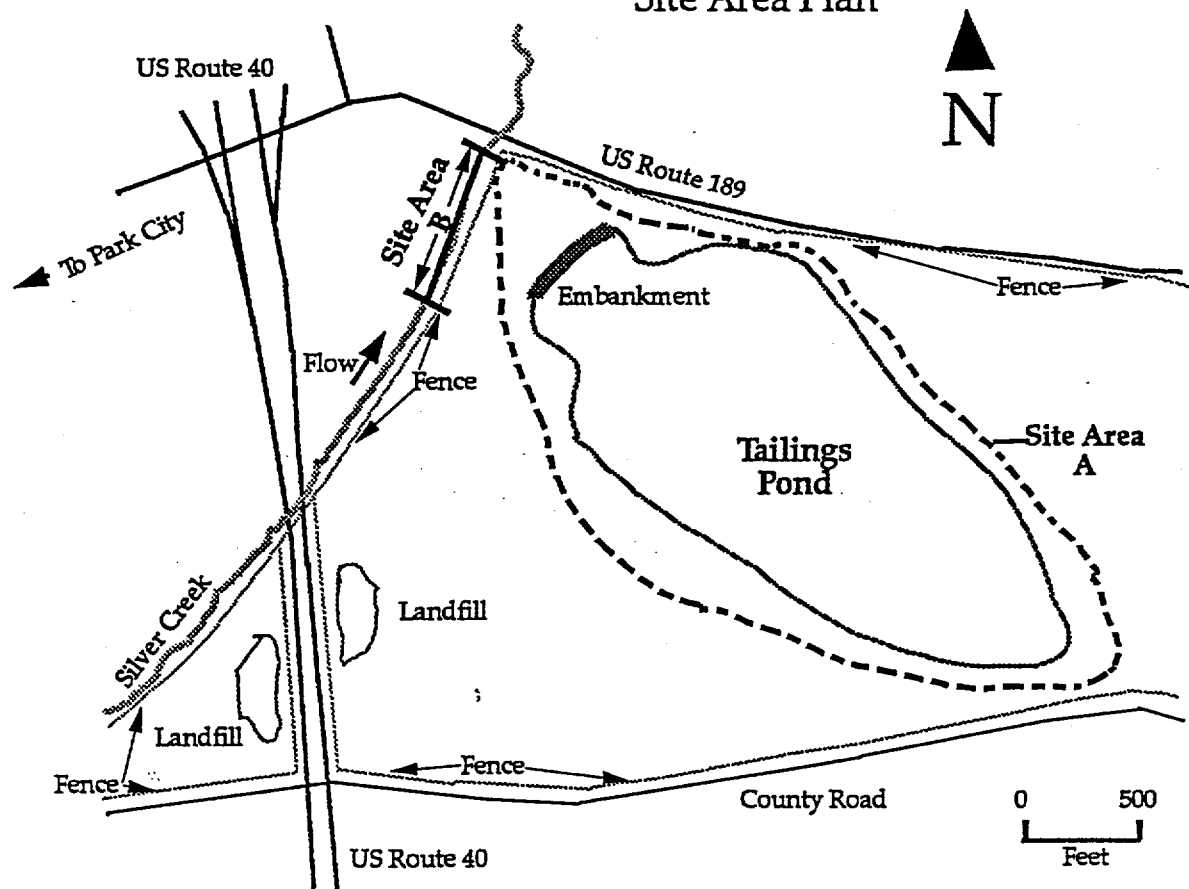 Site Area Plan
US Route 40
N
US Route 189
Site Area
B
To Park City
Fence
Embankment
Flow
Fence
Tailings
Pond
Site Area
A
Silver Creek
Landfill
Landfill
Fence
Fence
County Road
0 500
Feet
US Route 40